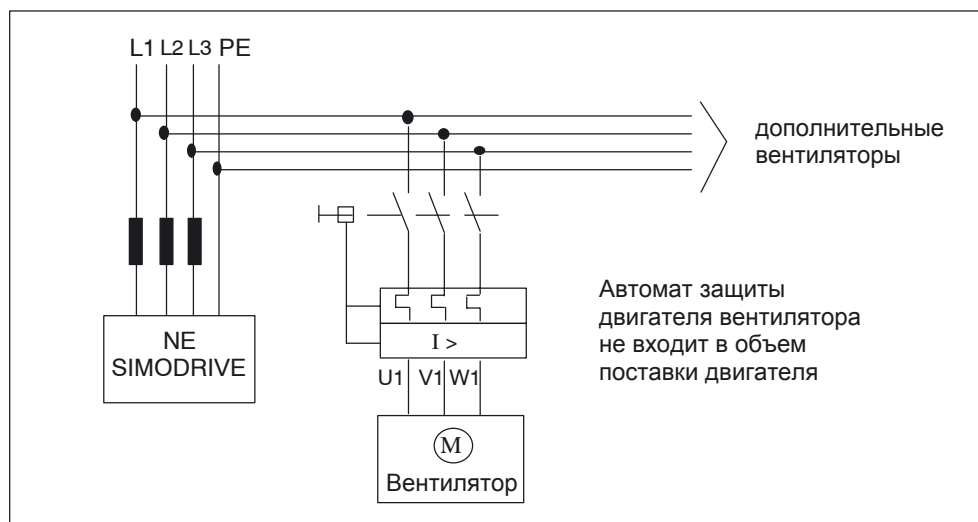 L1 L2 L3 PE
дополнительные
вентиляторы
Автомат защиты
двигателя вентилятора
не входит в объем
поставки двигателя
NE
SIMODRIVE
I >
U1 V1 W1
M
Вентилятор